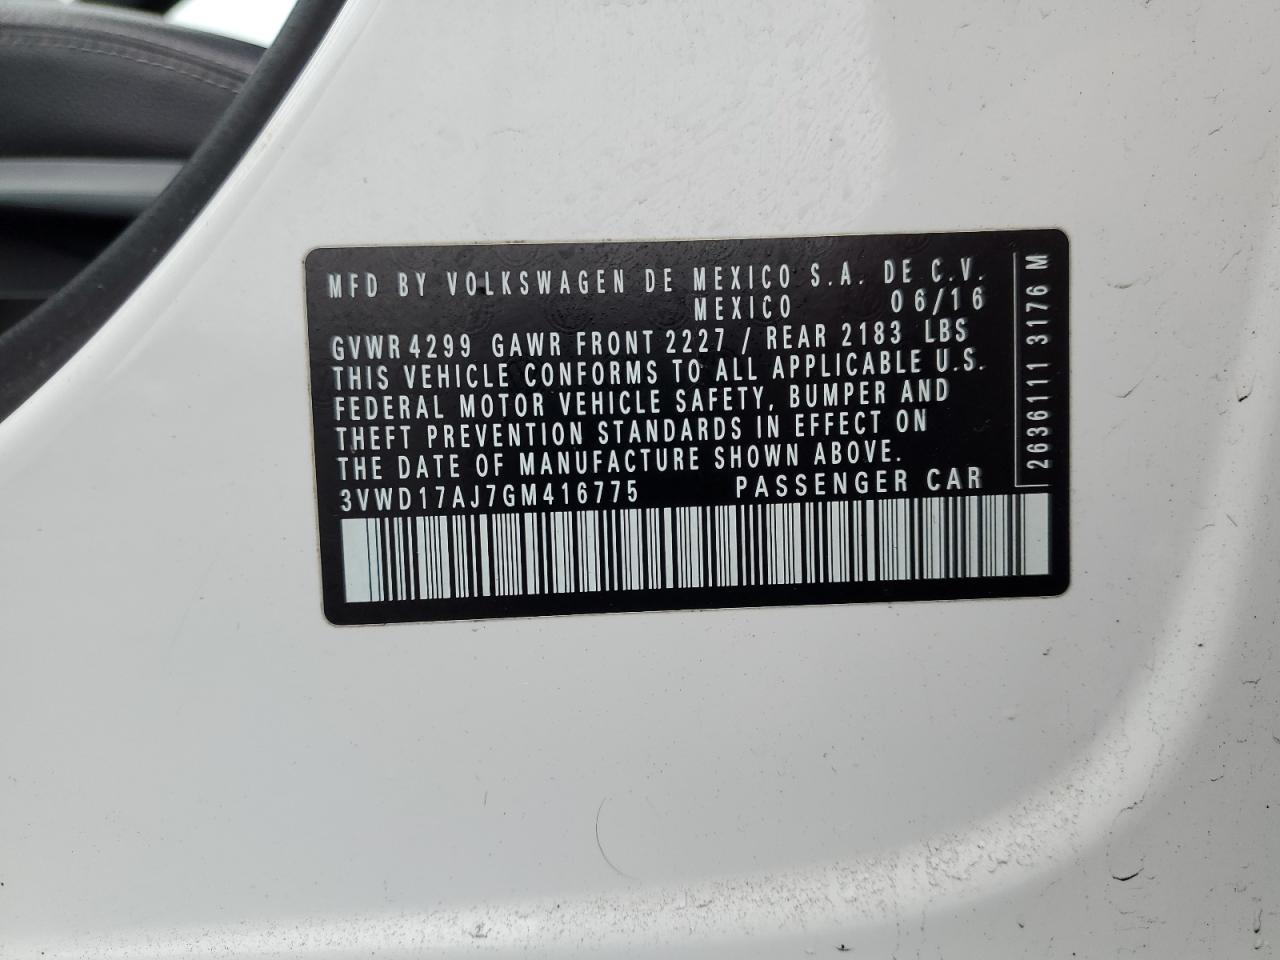 MFD BY VOLKSWAGEN DE MEXICO S.A. DE C.V.
MEXICO 06/16
GVWR 4299 GAWR FRONT 2227 / REAR 2183 LBS
THIS VEHICLE CONFORMS TO ALL APPLICABLE U.S.
FEDERAL MOTOR VEHICLE SAFETY, BUMPER AND
THEFT PREVENTION STANDARDS IN EFFECT ON
THE DATE OF MANUFACTURE SHOWN ABOVE.
3VWD17AJ7GM416775 PASSENGER CAR
2636111 3176 M